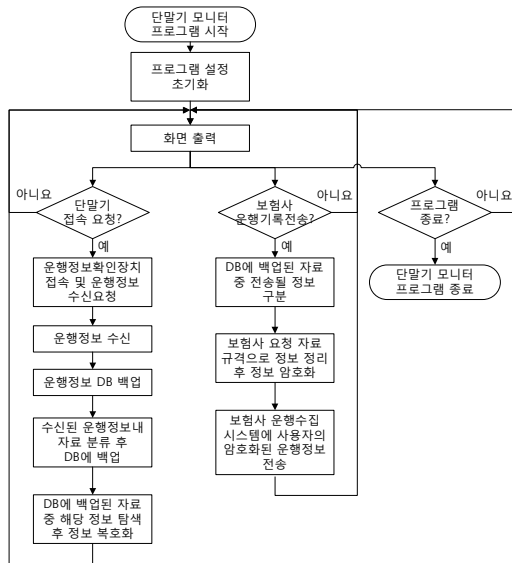 단말기 모니터
프로그램 시작
프로그램 설정
초기화
화면 출력
아니요
단말기
접속 요청?
예
운행정보확인장치
접속 및 운행정보
수신요청
운행정보 수신
운행정보 DB 백업
수신된 운행정보내
자료 분류 후
DB에 백업
DB에 백업된 자료
중 해당 정보 탐색
후 정보 복호화
아니요
보험사
운행기록전송?
예
DB에 백업된 자료
중 전송될 정보
구분
보험사 요청 자료
규격으로 정보 정리
후 정보 암호화
보험사 운행수집
시스템에 사용자의
암호화된 운행정보
전송
아니요
프로그램
종료?
예
단말기 모니터
프로그램 종료